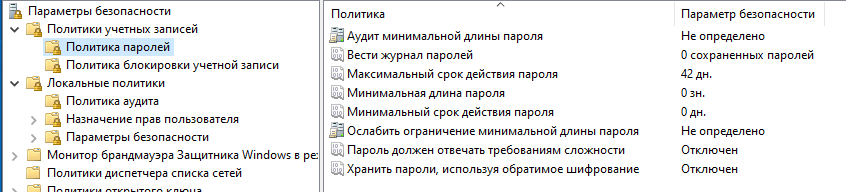 Параметры безопасности
Политики учетных записей
Политика паролей
Политика блокировки учетной записи
Локальные политики
Политика аудита
Назначение прав пользователя
Параметры безопасности
Монитор брандмауэра Защитника Windows в ре
Политики диспетчера списка сетей
Политики открытого ключа
Политика Параметр безопасности
Аудит минимальной длины пароля Не определено
Вести журнал паролей 0 сохраненных паролей
Максимальный срок действия пароля 42 дн.
Минимальная длина пароля 0 зн.
Минимальный срок действия пароля 0 дн.
Ослабить ограничение минимальной длины пароля Не определено
Пароль должен отвечать требованиям сложности Отключен
Хранить пароли, используя обратимое шифрование Отключен